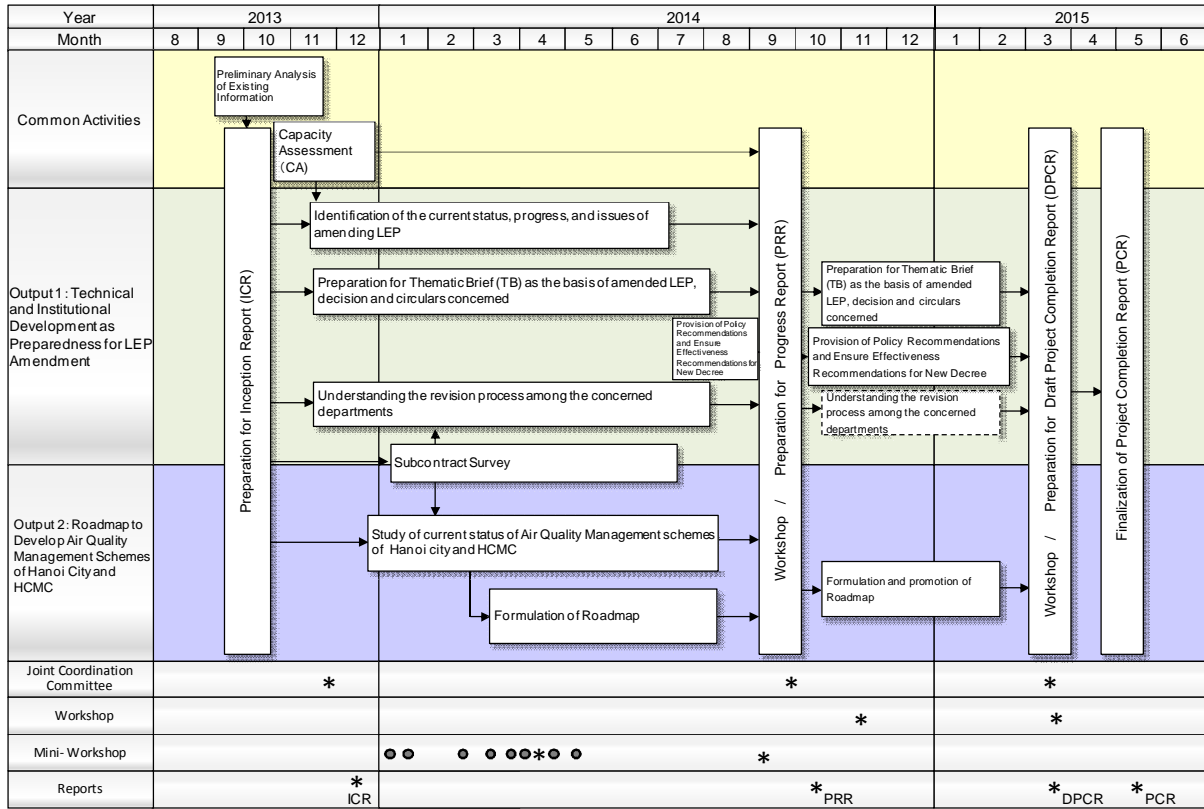 Year 2013 2014 2015
Month 8 9 10 11 12 1 2 3 4 5 6 7 8 9 10 11 12 1 2 3 4 5 6
Common Activities
Preliminary Analysis
of Existing
Information
Capacity
Assessment
(CA)
Preparation for Inception Report (ICR)
Workshop / Preparation for Progress Report (PRR)
Workshop / Preparation for Draft Project Completion Report (DPCR)
Finalization of Project Completion Report (PCR)
Output 1: Technical
and Institutional
Development as
Preparedness for LEP
Amendment
Identification of the current status, progress, and issues of
amending LEP
Preparation for Thematic Brief (TB) as the basis of amended LEP,
decision and circulars concerned
Preparation for Thematic Brief
(TB) as the basis of amended
LEP, decision and circulars
concerned
Provision of Policy
Recommendations
and Ensure
Effectiveness
Recommendations for
New Decree
Provision of Policy Recommendations
and Ensure Effectiveness
Recommendations for New Decree
Understanding the revision process among the concerned
departments
Understanding the revision
process among the concerned
departments
Subcontract Survey
Output 2: Roadmap to
Develop Air Quality
Management Schemes
of Hanoi City and
HCMC
Study of current status of Air Quality Management schemes
of Hanoi city and HCMC
Formulation of Roadmap
Formulation and promotion of
Roadmap
Joint Coordination
Committee
* * *
Workshop
* *
Mini- Workshop
* *
Reports
* * * *
ICR PRR DPCR PCR